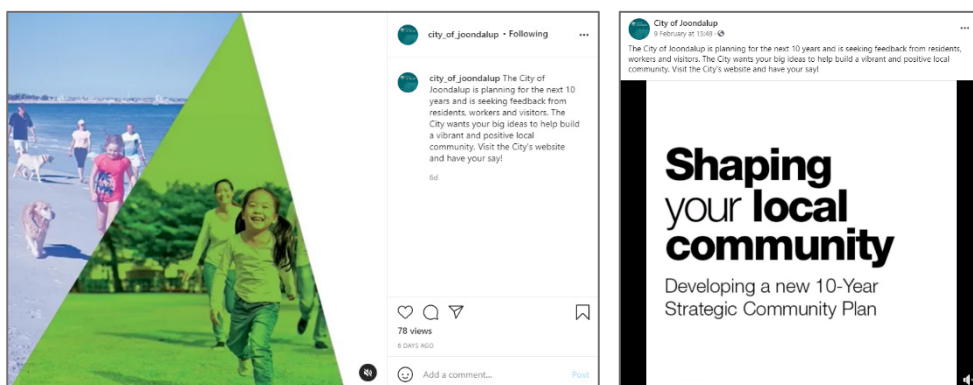 city_of_joondalup • Following
city_of_joondalup The City of
Joondalup is planning for the next 10
years and is seeking feedback from
residents, workers and visitors. The
City wants your big ideas to help build
a vibrant and positive local
community. Visit the City's website
and have your say!
6d
78 views
6 DAYS AGO
Add a comment...
Post
City of Joondalup
9 February at 15:48 ·
The City of Joondalup is planning for the next 10 years and is seeking feedback from residents,
workers and visitors. The City wants your big ideas to help build a vibrant and positive local
community. Visit the City's website and have your say!
Shaping
your local
community
Developing a new 10-Year
Strategic Community Plan